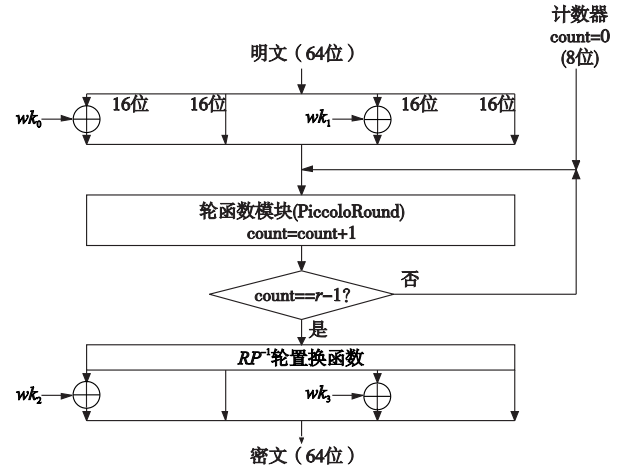 计数器
count=0
(8位)
明文（64位）
16位
16位
16位
16位
wk₀
wk₁
轮函数模块(PiccoloRound)
count=count+1
count==r−1?
否
是
RP⁻¹轮置换函数
wk₂
wk₃
密文（64位）